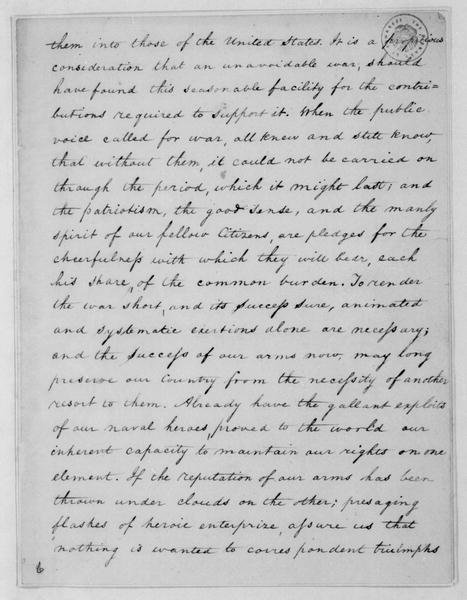 them into those of the United States. It is a propitious
consideration that an unavoidable war, should
have found this seasonable facility for the contri=
butions required to support it. When the public
voice called for war, all knew and still know,
that without them, it could not be carried on
through the period, which it might last; and
the patriotism, the good sense, and the manly
spirit of our fellow Citizens, are pledges for the
cheerfulness with which they will bear, each
his share, of the common burden. To render
the war short, and its success sure, animated
and systematic exertions alone are necessary;
and the success of our arms now, may long
preserve our Country from the necessity of another
resort to them. Already have the gallant exploits
of our naval heroes, proved to the world our
inherent capacity to maintain our rights on one
element. If the reputation of our arms has been
thrown under clouds on the other; presaging
flashes of heroic enterprize, assure us that
nothing is wanted to correspondent triumphs
6